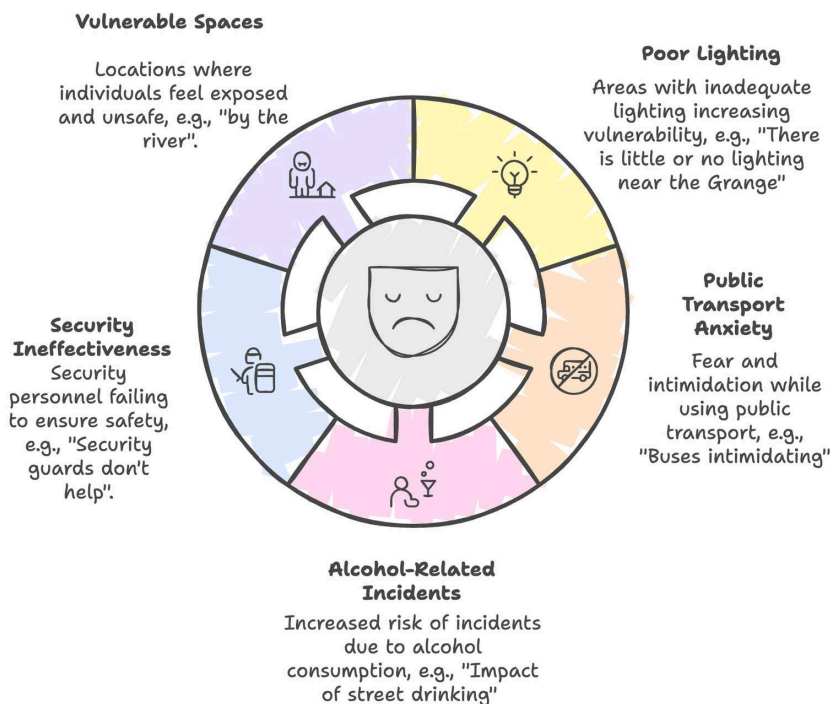 Vulnerable Spaces
Locations where
individuals feel exposed
and unsafe, e.g., "by the
river".
Poor Lighting
Areas with inadequate
lighting increasing
vulnerability, e.g., "There
is little or no lighting
near the Grange"
Public
Transport
Anxiety
Fear and
intimidation while
using public
transport, e.g.,
"Buses intimidating"
Security
Ineffectiveness
Security
personnel failing
to ensure safety,
e.g., "Security
guards don't
help".
Alcohol-Related
Incidents
Increased risk of incidents
due to alcohol
consumption, e.g., "Impact
of street drinking"